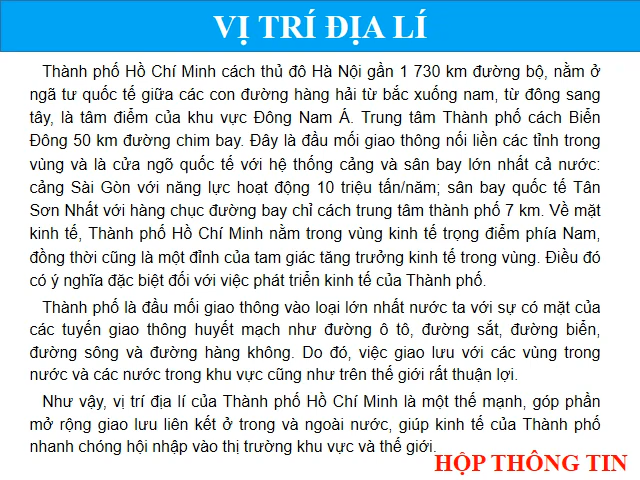 VỊ TRÍ ĐỊA LÍ
Thành phố Hồ Chí Minh cách thủ đô Hà Nội gần 1 730 km đường bộ, nằm ở
ngã tư quốc tế giữa các con đường hàng hải từ bắc xuống nam, từ đông sang
tây, là tâm điểm của khu vực Đông Nam Á. Trung tâm Thành phố cách Biển
Đông 50 km đường chim bay. Đây là đầu mối giao thông nối liền các tỉnh trong
vùng và là cửa ngõ quốc tế với hệ thống cảng và sân bay lớn nhất cả nước:
cảng Sài Gòn với năng lực hoạt động 10 triệu tấn/năm; sân bay quốc tế Tân
Sơn Nhất với hàng chục đường bay chỉ cách trung tâm thành phố 7 km. Về mặt
kinh tế, Thành phố Hồ Chí Minh nằm trong vùng kinh tế trọng điểm phía Nam,
đồng thời cũng là một đỉnh của tam giác tăng trưởng kinh tế trong vùng. Điều đó
có ý nghĩa đặc biệt đối với việc phát triển kinh tế của Thành phố.
Thành phố là đầu mối giao thông vào loại lớn nhất nước ta với sự có mặt của
các tuyến giao thông huyết mạch như đường ô tô, đường sắt, đường biển,
đường sông và đường hàng không. Do đó, việc giao lưu với các vùng trong
nước và các nước trong khu vực cũng như trên thế giới rất thuận lợi.
Như vậy, vị trí địa lí của Thành phố Hồ Chí Minh là một thế mạnh, góp phần
mở rộng giao lưu liên kết ở trong và ngoài nước, giúp kinh tế của Thành phố
nhanh chóng hội nhập vào thị trường khu vực và thế giới.
HỘP THÔNG TIN